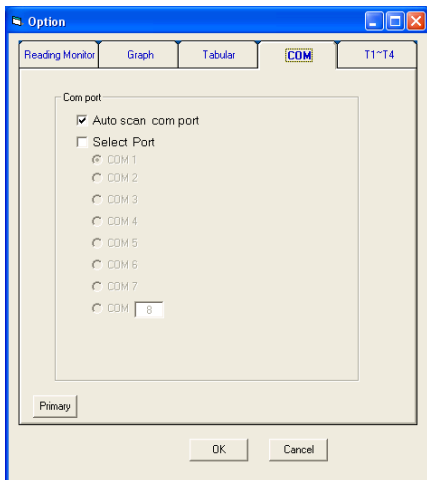 Option
Reading Monitor Graph Tabular COM T1~T4
Com port
Auto scan com port
Select Port
COM 1
COM 2
COM 3
COM 4
COM 5
COM 6
COM 7
COM 8
Primary
OK Cancel